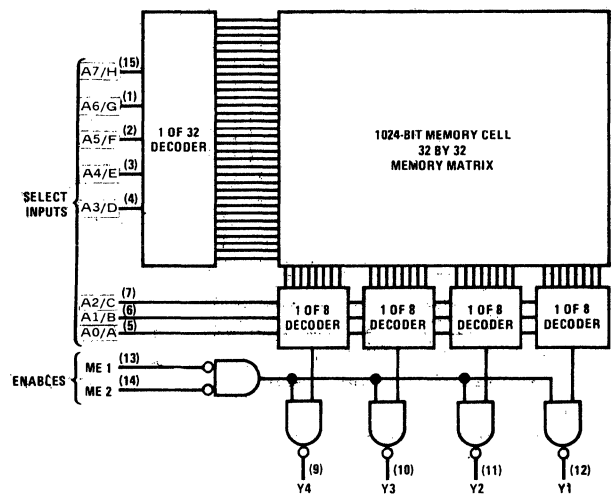 A7/H (15)
A6/G (1)
A5/F (2)
A4/E (3)
A3/D (4)
SELECT
INPUTS
1 OF 32
DECODER
1024-BIT MEMORY CELL
32 BY 32
MEMORY MATRIX
A2/C (7)
A1/B (6)
A0/A (5)
1 OF 8
DECODER
1 OF 8
DECODER
1 OF 8
DECODER
1 OF 8
DECODER
ENABLES
ME 1 (13)
ME 2 (14)
(9)
(10)
(11)
(12)
Y4
Y3
Y2
Y1